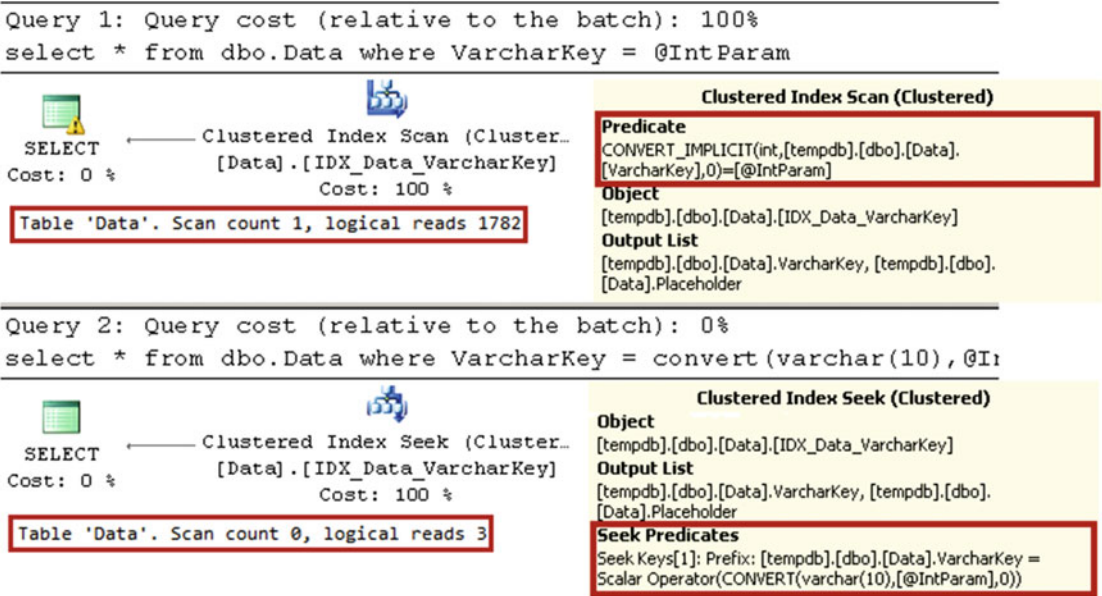 Query 1: Query cost (relative to the batch): 100%
select * from dbo.Data where VarcharKey = @IntParam
SELECT
Cost: 0 %
Clustered Index Scan (Cluster…
[Data].[IDX_Data_VarcharKey]
Cost: 100 %
Table 'Data'. Scan count 1, logical reads 1782
Clustered Index Scan (Clustered)
Predicate
CONVERT_IMPLICIT(int,[tempdb].[dbo].[Data].
[VarcharKey],0)=[@IntParam]
Object
[tempdb].[dbo].[Data].[IDX_Data_VarcharKey]
Output List
[tempdb].[dbo].[Data].VarcharKey, [tempdb].[dbo].
[Data].Placeholder
Query 2: Query cost (relative to the batch): 0%
select * from dbo.Data where VarcharKey = convert(varchar(10),
SELECT
Cost: 0 %
Clustered Index Seek (Cluster…
[Data].[IDX_Data_VarcharKey]
Cost: 100 %
Table 'Data'. Scan count 0, logical reads 3
Clustered Index Seek (Clustered)
Object
[tempdb].[dbo].[Data].[IDX_Data_VarcharKey]
Output List
[tempdb].[dbo].[Data].VarcharKey, [tempdb].[dbo].
[Data].Placeholder
Seek Predicates
Seek Keys[1]: Prefix: [tempdb].[dbo].[Data].VarcharKey =
Scalar Operator(CONVERT(varchar(10),[@IntParam],0))